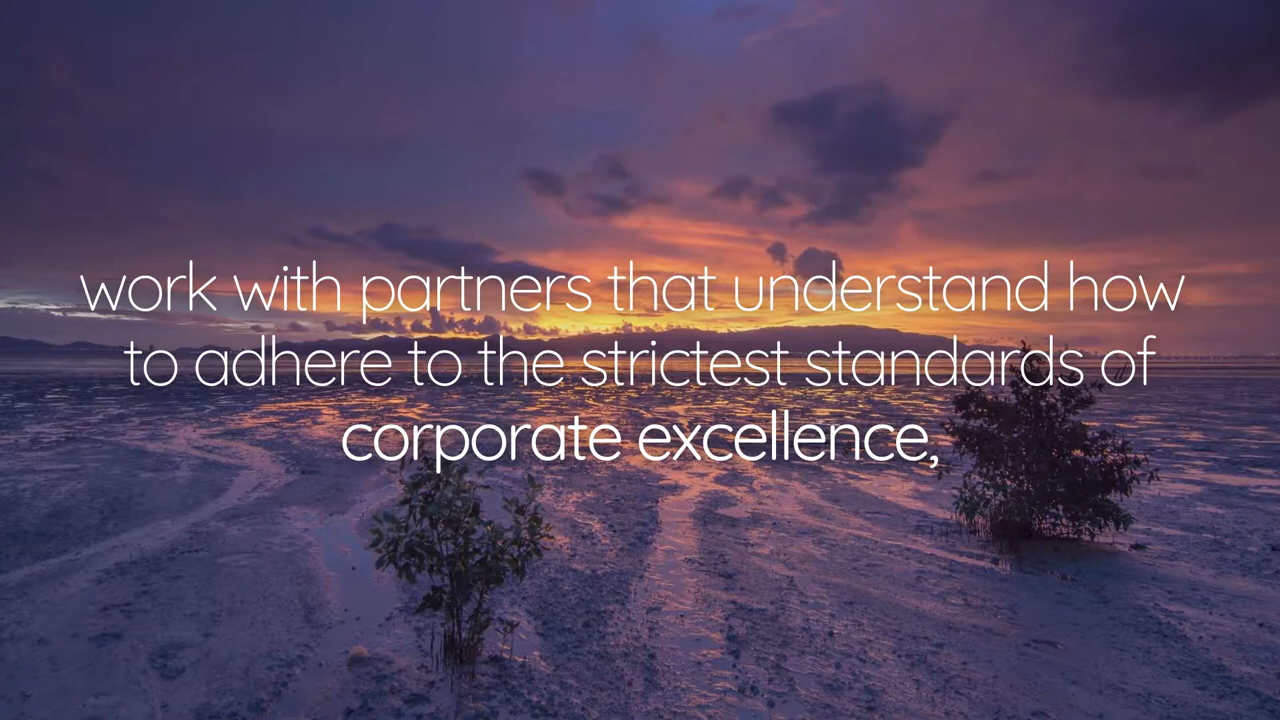 work with partners that understand how
to adhere to the strictest standards of
corporate excellence,